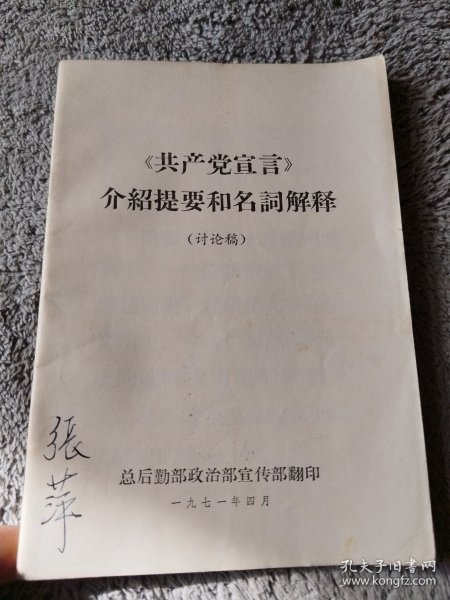 《共产党宣言》
介紹提要和名詞解释
（讨论稿）
張萍
总后勤部政治部宣传部翻印
一九七一年四月
孔夫子旧书网
www.kongfz.com